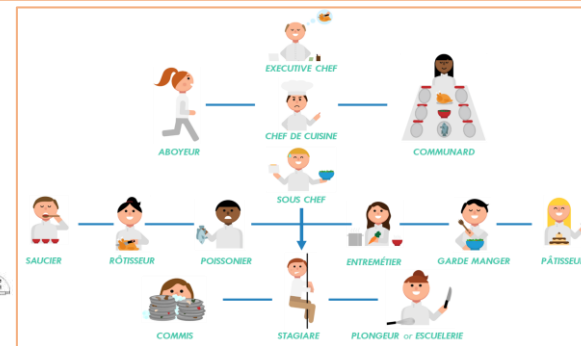 EXECUTIVE CHEF
ABOYEUR
CHEF DE CUISINE
COMMUNARD
SOUS CHEF
SAUCIER
RÔTISSEUR
POISSONIER
ENTREMÉTIER
GARDE MANGER
PÂTISSEUR
COMMIS
STAGIARE
PLONGEUR or ESCUELERIE